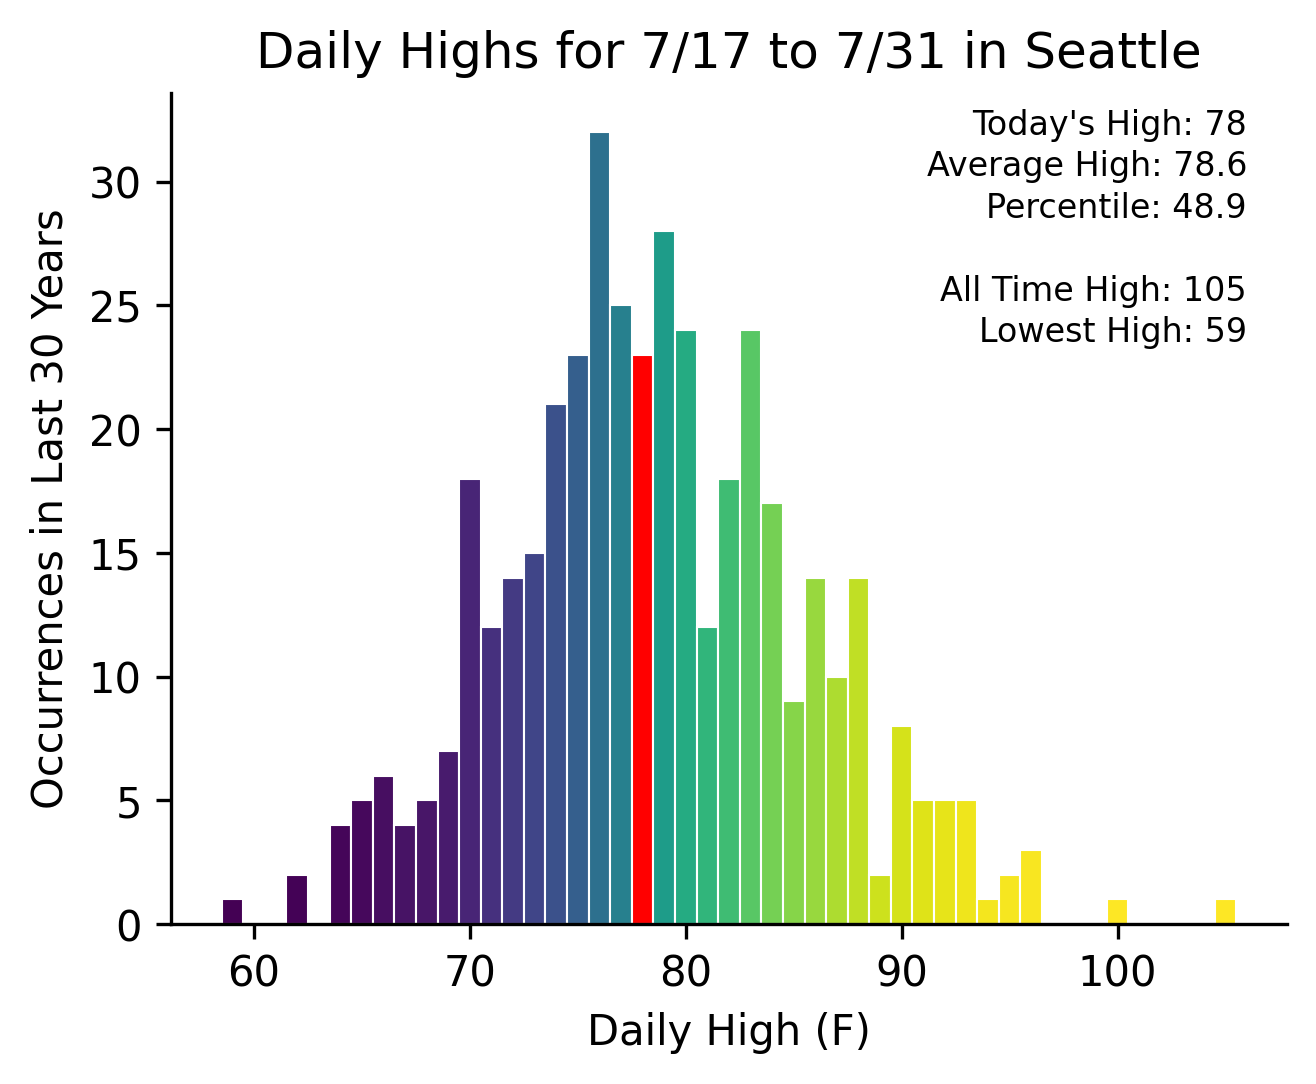 Daily Highs for 7/17 to 7/31 in Seattle
Today's High: 78
Average High: 78.6
Percentile: 48.9
All Time High: 105
Lowest High: 59
Occurrences in Last 30 Years
30
25
20
15
10
5
0
60 70 80 90 100
Daily High (F)